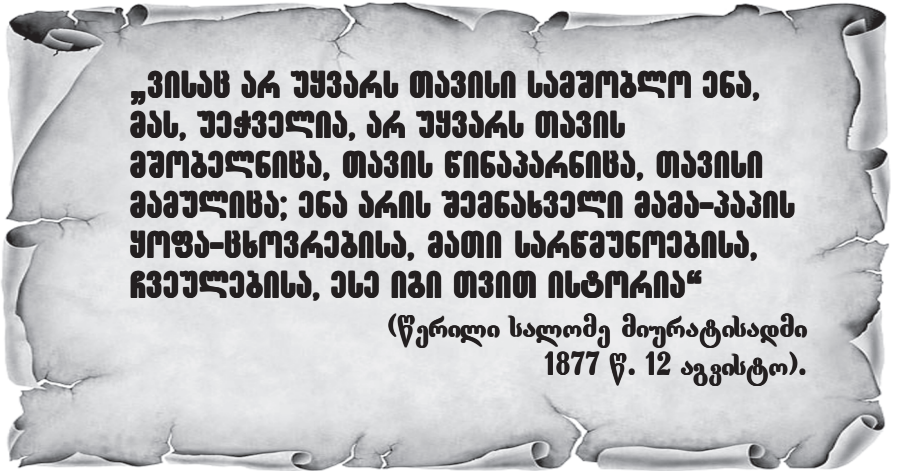 „ვისაც არ უყვარს თავისი სამშობლო ენა,
მას, უეჭველია, არ უყვარს თავის
მშობელნიცა, თავის წინაპარნიცა, თავისი
მამულიცა; ენა არის შემნახველი მამა-პაპის
ყოფა-ცხოვრებისა, მათი სარწმუნოებისა,
ჩვეულებისა, ესე იგი თვით ისტორია“
(წერილი სალომე მიურატისადმი
1877 წ. 12 აგვისტო).